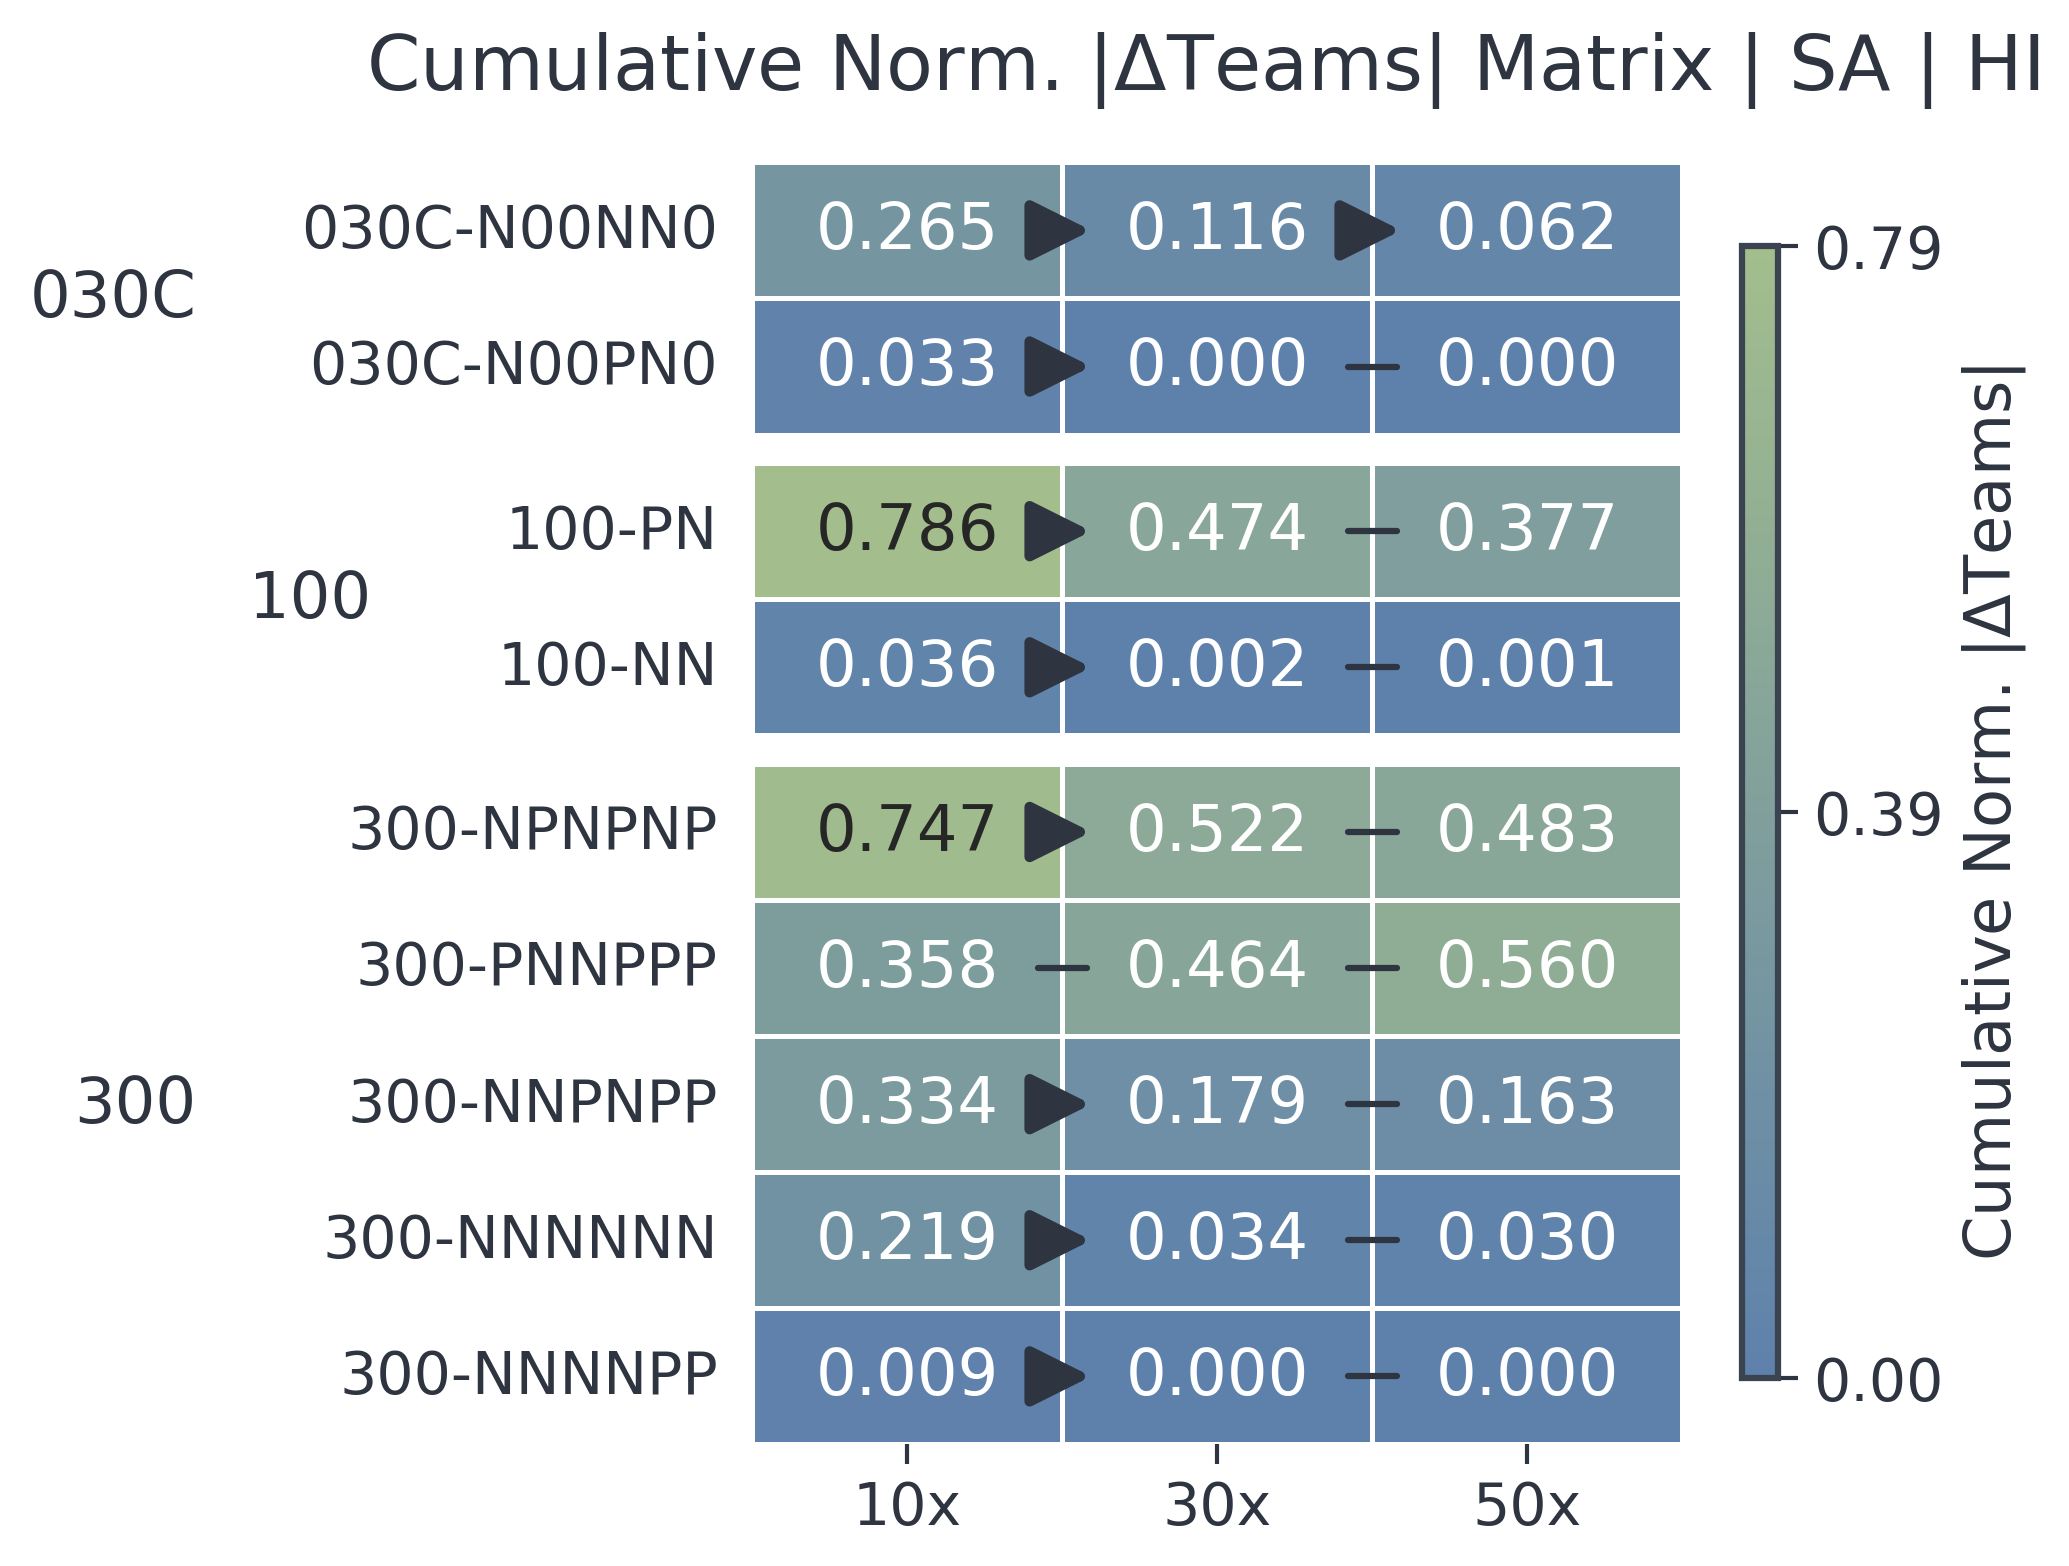 Cumulative Norm. |ΔTeams| Matrix | SA | HI
030C
030C-N00NN0 0.265 0.116 0.062
030C-N00PN0 0.033 0.000 0.000
100
100-PN 0.786 0.474 0.377
100-NN 0.036 0.002 0.001
300
300-NPNPNP 0.747 0.522 0.483
300-PNNPPP 0.358 0.464 0.560
300-NNPNPP 0.334 0.179 0.163
300-NNNNNN 0.219 0.034 0.030
300-NNNNPP 0.009 0.000 0.000
10x 30x 50x
0.79
0.39
0.00
Cumulative Norm. |ΔTeams|